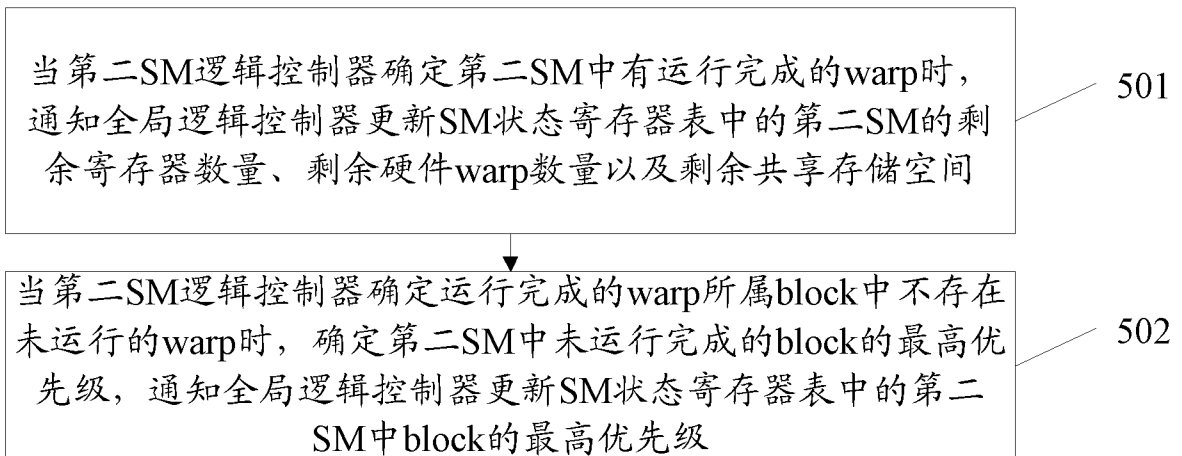 当第二SM逻辑控制器确定第二SM中有运行完成的warp时，
通知全局逻辑控制器更新SM状态寄存器表中的第二SM的剩
余寄存器数量、剩余硬件warp数量以及剩余共享存储空间
501
当第二SM逻辑控制器确定运行完成的warp所属block中不存在
未运行的warp时，确定第二SM中未运行完成的block的最高优
先级，通知全局逻辑控制器更新SM状态寄存器表中的第二
SM中block的最高优先级
502